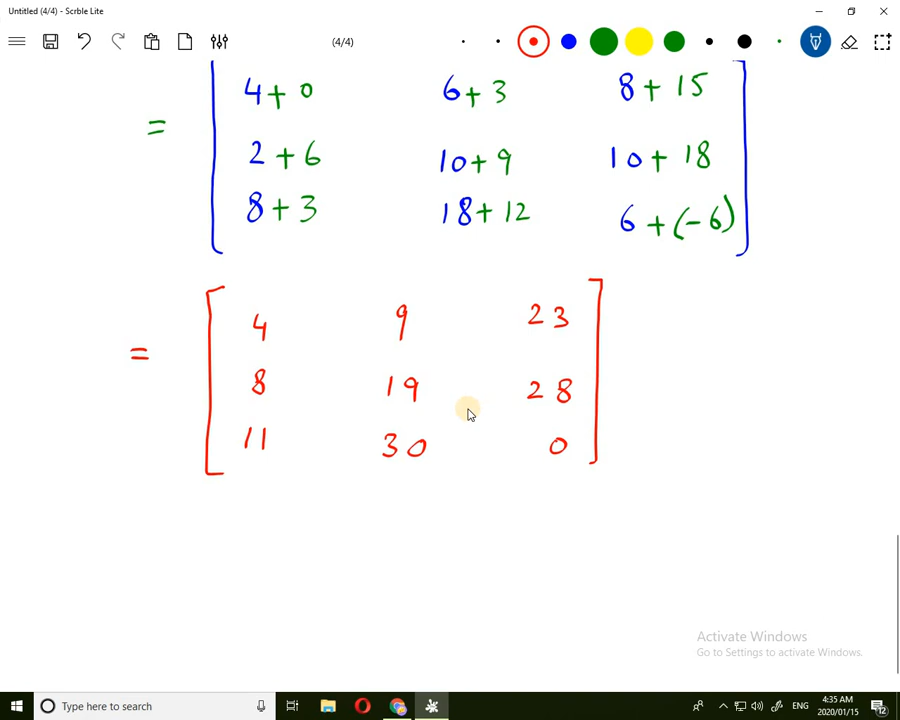 Untitled (4/4) - Scrble Lite
(4/4)
4 + 0 6 + 3 8 + 15
= 2 + 6 10 + 9 10 + 18
8 + 3 18 + 12 6 + (-6)
4 9 23
= 8 19 28
11 30 0
Activate Windows
Go to Settings to activate Windows.
Type here to search
ENG
4:35 AM
2020/01/15
12